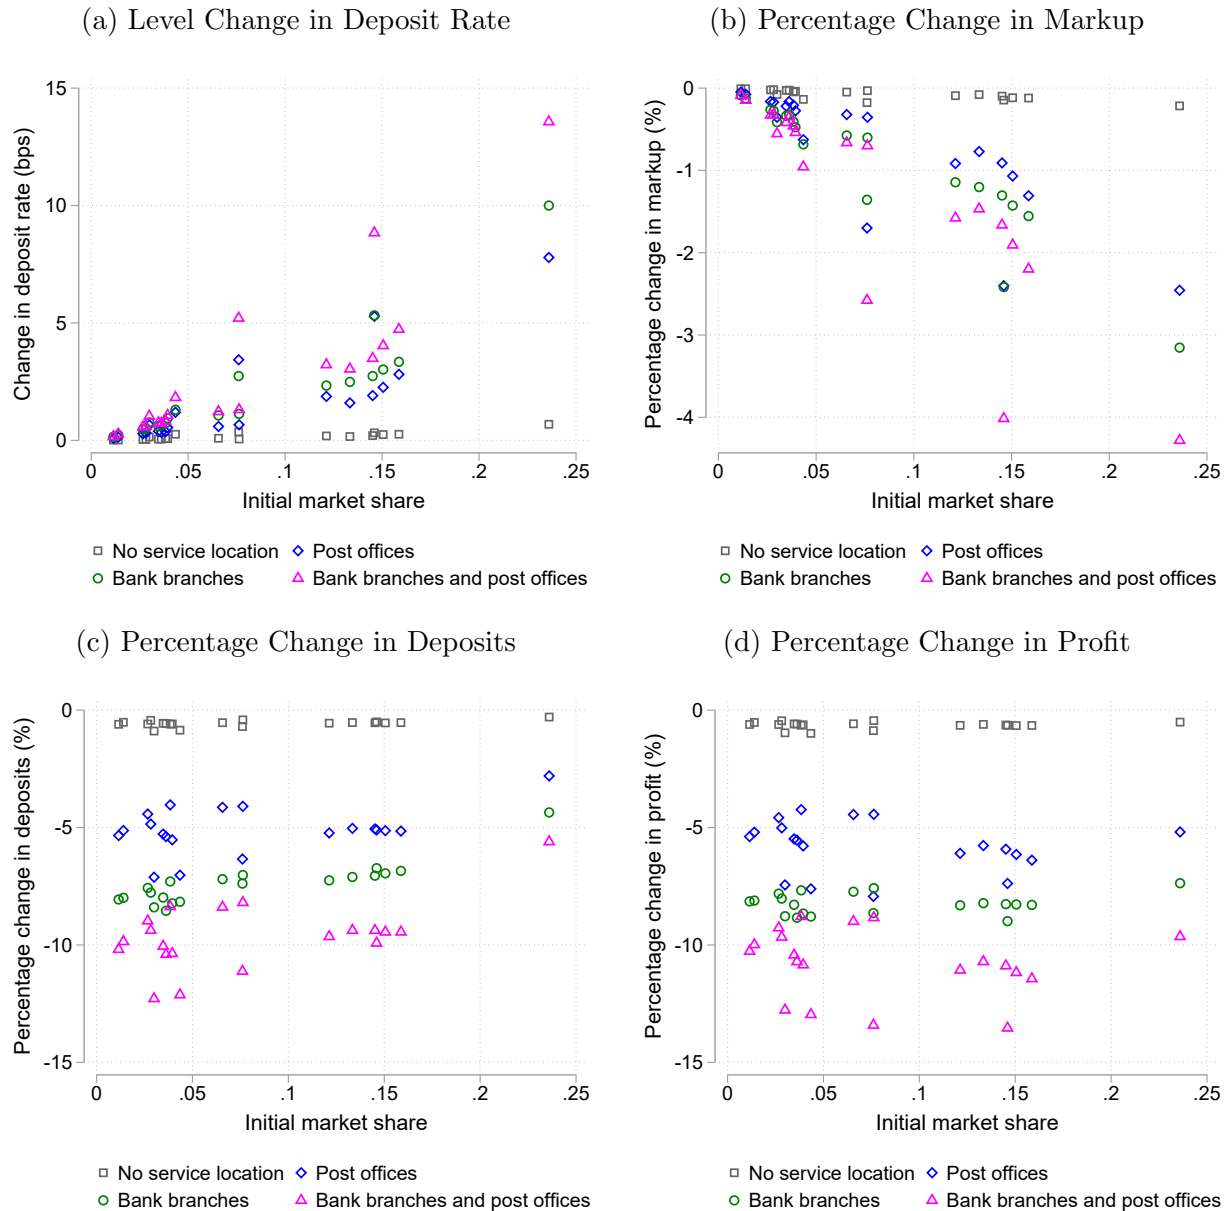 (a) Level Change in Deposit Rate
(b) Percentage Change in Markup
Change in deposit rate (bps)
15
10
5
0
0 .05 .1 .15 .2 .25
Initial market share
No service location Post offices
Bank branches Bank branches and post offices
Percentage change in markup (%)
0
-1
-2
-3
-4
0 .05 .1 .15 .2 .25
Initial market share
No service location Post offices
Bank branches Bank branches and post offices
(c) Percentage Change in Deposits
(d) Percentage Change in Profit
Percentage change in deposits (%)
0
-5
-10
-15
0 .05 .1 .15 .2 .25
Initial market share
No service location Post offices
Bank branches Bank branches and post offices
Percentage change in profit (%)
0
-5
-10
-15
0 .05 .1 .15 .2 .25
Initial market share
No service location Post offices
Bank branches Bank branches and post offices